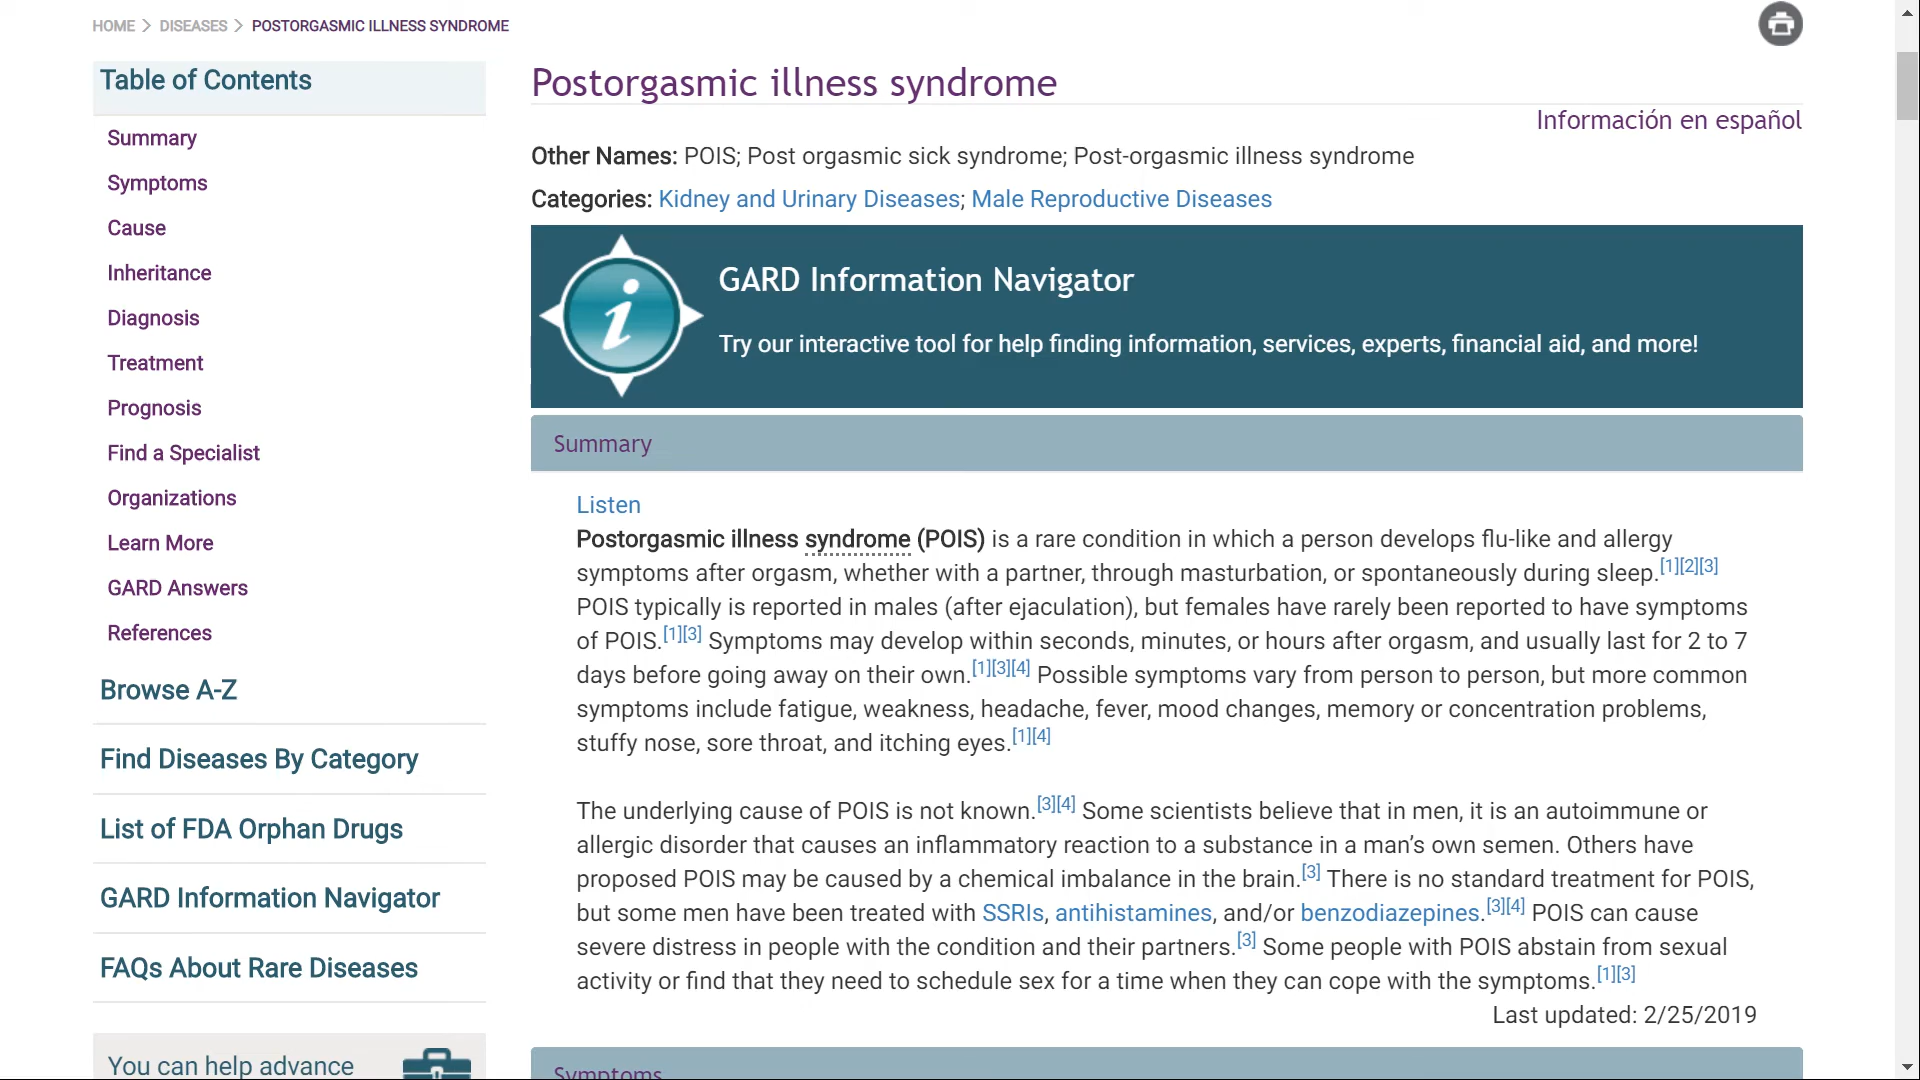 HOME > DISEASES > POSTORGASMIC ILLNESS SYNDROME
Table of Contents
Summary
Symptoms
Cause
Inheritance
Diagnosis
Treatment
Prognosis
Find a Specialist
Organizations
Learn More
GARD Answers
References
Browse A-Z
Find Diseases By Category
List of FDA Orphan Drugs
GARD Information Navigator
FAQs About Rare Diseases
You can help advance
Postorgasmic illness syndrome
Información en español
Other Names: POIS; Post orgasmic sick syndrome; Post-orgasmic illness syndrome
Categories: Kidney and Urinary Diseases; Male Reproductive Diseases
i
GARD Information Navigator
Try our interactive tool for help finding information, services, experts, financial aid, and more!
Summary
Listen
Postorgasmic illness syndrome (POIS) is a rare condition in which a person develops flu-like and allergy
symptoms after orgasm, whether with a partner, through masturbation, or spontaneously during sleep.[1][2][3]
POIS typically is reported in males (after ejaculation), but females have rarely been reported to have symptoms
of POIS.[1][3] Symptoms may develop within seconds, minutes, or hours after orgasm, and usually last for 2 to 7
days before going away on their own.[1][3][4] Possible symptoms vary from person to person, but more common
symptoms include fatigue, weakness, headache, fever, mood changes, memory or concentration problems,
stuffy nose, sore throat, and itching eyes.[1][4]
The underlying cause of POIS is not known.[3][4] Some scientists believe that in men, it is an autoimmune or
allergic disorder that causes an inflammatory reaction to a substance in a man’s own semen. Others have
proposed POIS may be caused by a chemical imbalance in the brain.[3] There is no standard treatment for POIS,
but some men have been treated with SSRIs, antihistamines, and/or benzodiazepines.[3][4] POIS can cause
severe distress in people with the condition and their partners.[3] Some people with POIS abstain from sexual
activity or find that they need to schedule sex for a time when they can cope with the symptoms.[1][3]
Last updated: 2/25/2019
Symptoms